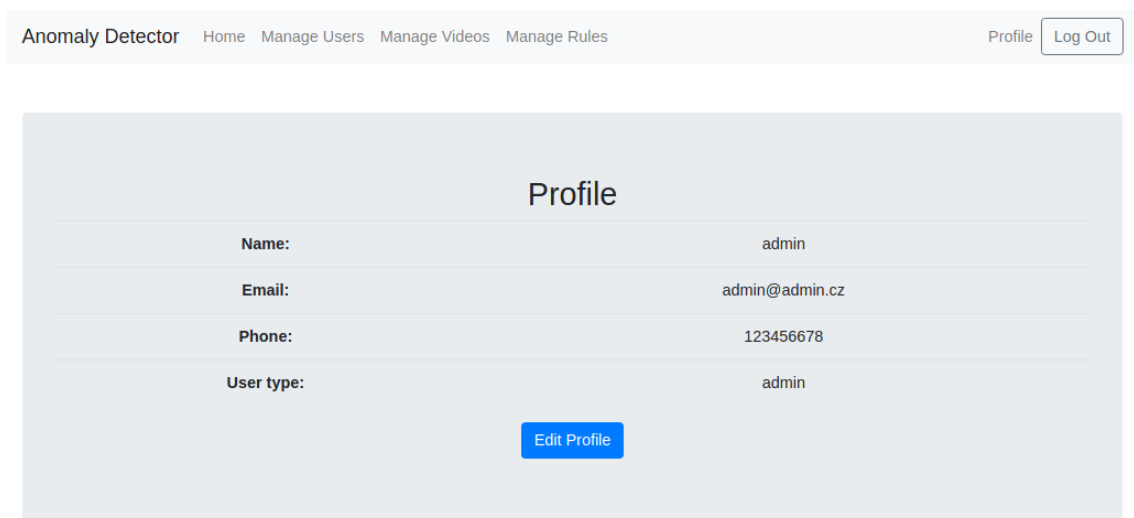 Anomaly Detector Home Manage Users Manage Videos Manage Rules Profile Log Out
Profile
Name: admin
Email: admin@admin.cz
Phone: 123456678
User type: admin
Edit Profile